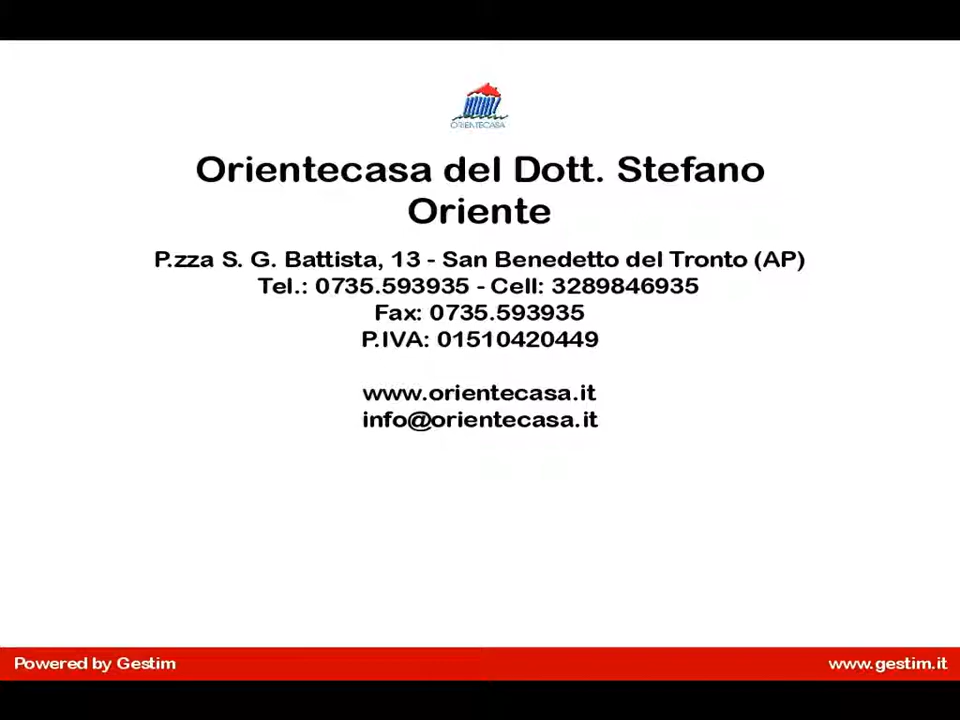 ORIENTECASA
Orientecasa del Dott. Stefano
Oriente
P.zza S. G. Battista, 13 - San Benedetto del Tronto (AP)
Tel.: 0735.593935 - Cell: 3289846935
Fax: 0735.593935
P.IVA: 01510420449
www.orientecasa.it
info@orientecasa.it
Powered by Gestim
www.gestim.it